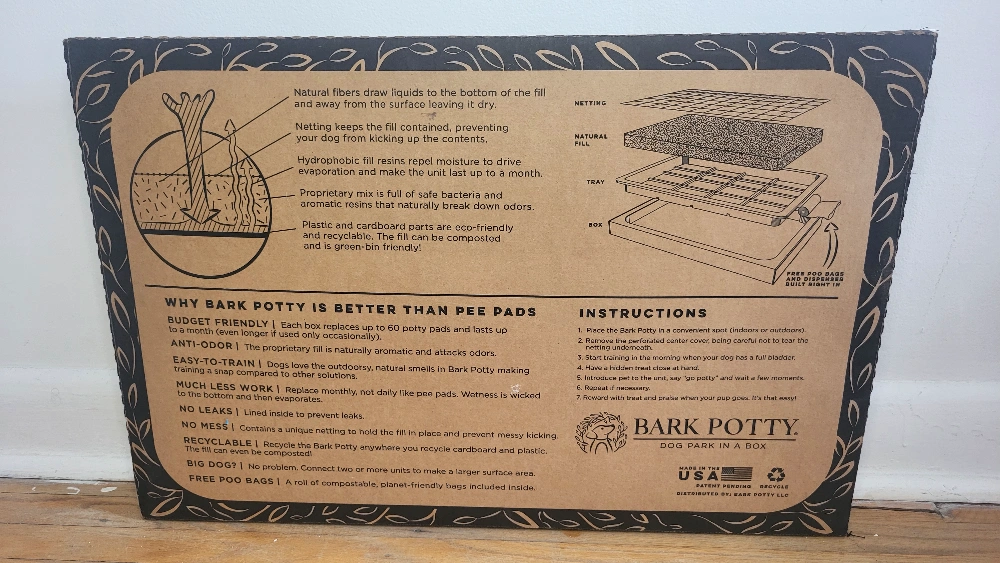 Natural fibers draw liquids to the bottom of the fill
and away from the surface leaving it dry.
Netting keeps the fill contained, preventing
your dog from kicking up the contents.
Hydrophobic fill resins repel moisture to drive
evaporation and make the unit last up to a month.
Proprietary mix is full of safe bacteria and
aromatic resins that naturally break down odors.
Plastic and cardboard parts are eco-friendly
and recyclable. The fill can be composted
and is green-bin friendly!
NETTING
NATURAL
FILL
TRAY
BOX
FREE POO BAGS
AND DISPENSER
BUILT RIGHT IN
WHY BARK POTTY IS BETTER THAN PEE PADS
BUDGET FRIENDLY | Each box replaces up to 60 potty pads and lasts up
to a month (even longer if used only occasionally).
ANTI-ODOR | The proprietary fill is naturally aromatic and attacks odors.
EASY-TO-TRAIN | Dogs love the outdoorsy, natural smells in Bark Potty making
training a snap compared to other solutions.
MUCH LESS WORK | Replace monthly, not daily like pee pads. Wetness is wicked
to the bottom and then evaporates.
NO LEAKS | Lined inside to prevent leaks.
NO MESS | Contains a unique netting to hold the fill in place and prevent messy kicking.
RECYCLABLE | Recycle the Bark Potty anywhere you recycle cardboard and plastic.
The fill can even be composted!
BIG DOG? | No problem. Connect two or more units to make a larger surface area.
FREE POO BAGS | A roll of compostable, planet-friendly bags included inside.
INSTRUCTIONS
1. Place the Bark Potty in a convenient spot (indoors or outdoors).
2. Remove the perforated center cover, being careful not to tear the
netting underneath.
3. Start training in the morning when your dog has a full bladder.
4. Have a hidden treat close at hand.
5. Introduce pet to the unit, say "go potty" and wait a few moments.
6. Repeat if necessary.
7. Reward with treat and praise when your pup goes. It's that easy!
BARK POTTY
DOG PARK IN A BOX
MADE IN THE
USA
PATENT PENDING
RECYCLE
DISTRIBUTED BY: BARK POTTY LLC